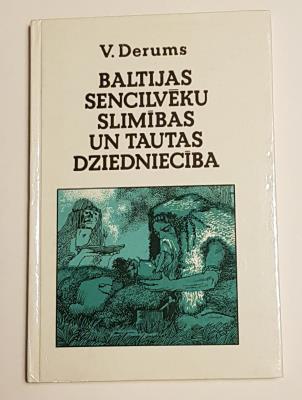 V. Derums
BALTIJAS
SENCILVĒKU
SLIMĪBAS
UN TAUTAS
DZIEDNIECĪBA